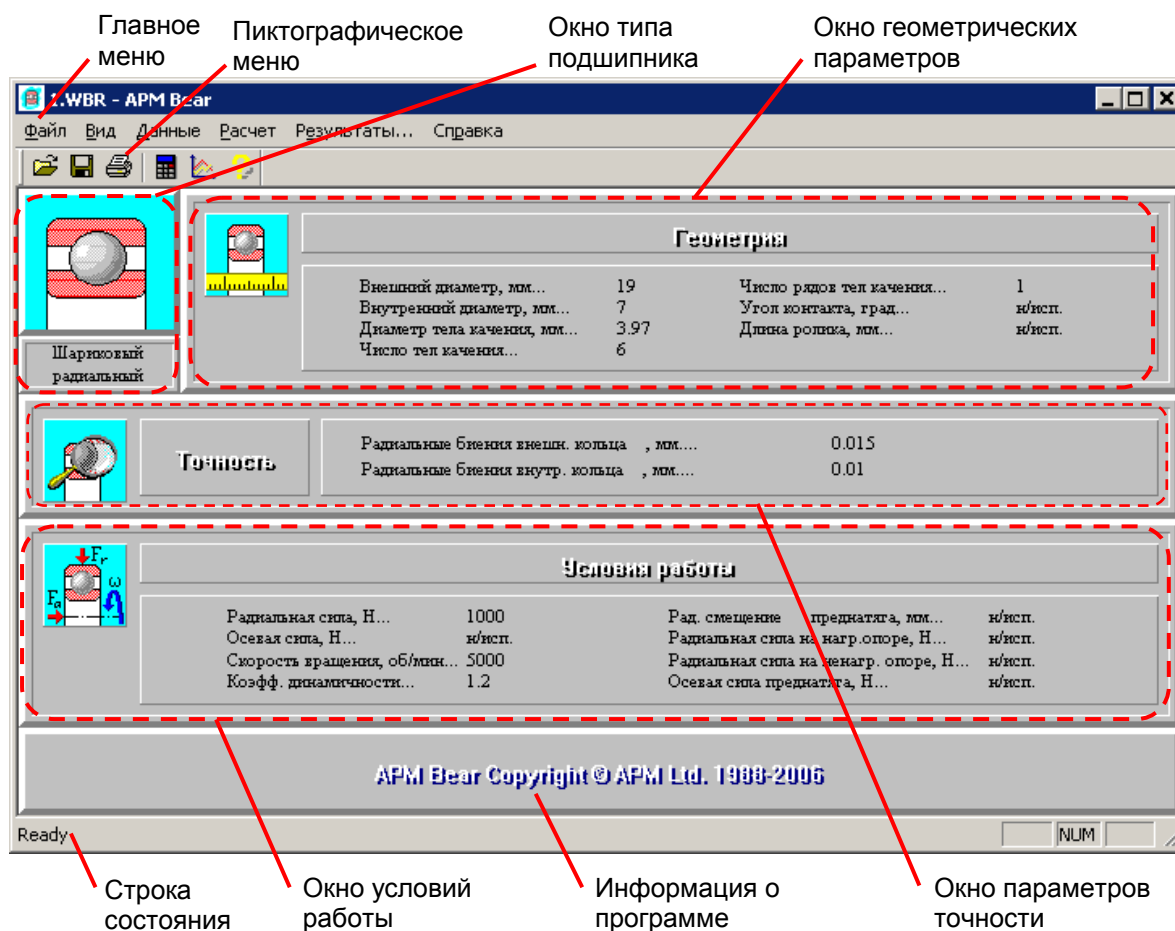 Главное меню
Пиктографическое меню
Окно типа подшипника
Окно геометрических параметров
1.WBR - APM Bear
Файл Вид Данные Расчет Результаты... Справка
Шариковый
радиальный
Геометрия
Внешний диаметр, мм... 19 Число рядов тел качения... 1
Внутренний диаметр, мм... 7 Угол контакта, град... н/исп.
Диаметр тела качения, мм... 3.97 Длина ролика, мм... н/исп.
Число тел качения... 6
Точность
Радиальные биения внешн. кольца , мм.... 0.015
Радиальные биения внутр. кольца , мм.... 0.01
F_r
ω
F_a
Условия работы
Радиальная сила, Н... 1000 Рад. смещение преднатяга, мм... н/исп.
Осевая сила, Н... н/исп. Радиальная сила на нагр.опоре, Н... н/исп.
Скорость вращения, об/мин... 5000 Радиальная сила на ненагр. опоре, Н... н/исп.
Коэфф. динамичности... 1.2 Осевая сила преднатяга, Н... н/исп.
APM Bear Copyright © APM Ltd. 1988-2006
Ready NUM
Строка состояния
Окно условий работы
Информация о программе
Окно параметров точности